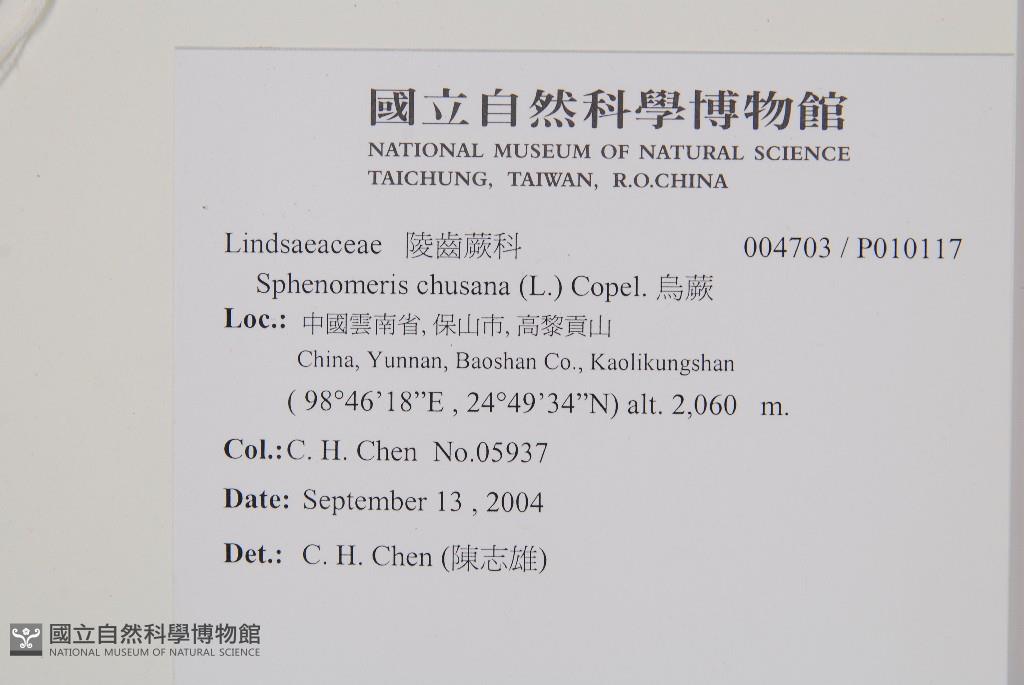 國立自然科學博物館
NATIONAL MUSEUM OF NATURAL SCIENCE
TAICHUNG, TAIWAN, R.O.CHINA
Lindsaeaceae 陵齒蕨科 004703 / P010117
Sphenomeris chusana (L.) Copel. 烏蕨
Loc.: 中國雲南省, 保山市, 高黎貢山
China, Yunnan, Baoshan Co., Kaolikungshan
( 98°46’18”E , 24°49’34”N) alt. 2,060 m.
Col.: C. H. Chen No.05937
Date: September 13 , 2004
Det.: C. H. Chen (陳志雄)
國立自然科學博物館
NATIONAL MUSEUM OF NATURAL SCIENCE